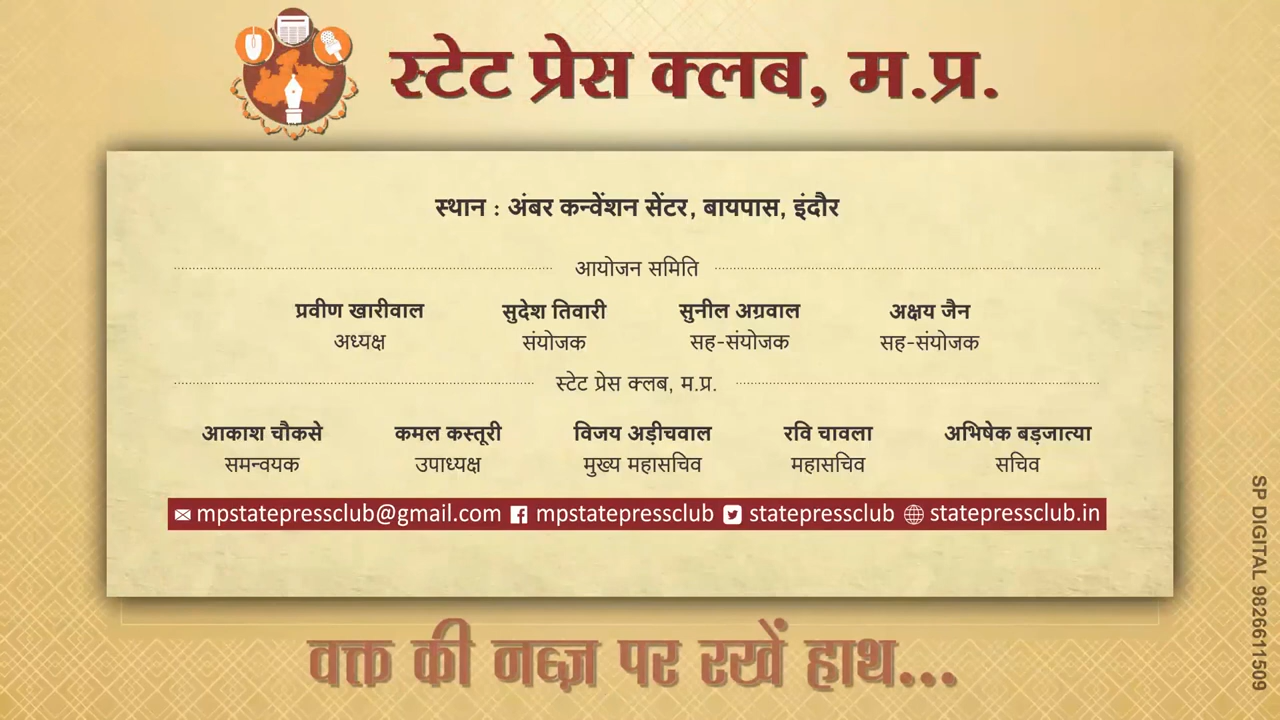 स्टेट प्रेस क्लब, म.प्र.
स्थान : अंबर कन्वेंशन सेंटर, बायपास, इंदौर
आयोजन समिति
प्रवीण खारीवाल सुदेश तिवारी सुनील अग्रवाल अक्षय जैन
अध्यक्ष संयोजक सह-संयोजक सह-संयोजक
स्टेट प्रेस क्लब, म.प्र.
आकाश चौकसे कमल कस्तूरी विजय अड़ीचवाल रवि चावला अभिषेक बड़जात्या
समन्वयक उपाध्यक्ष मुख्य महासचिव महासचिव सचिव
mpstatepressclub@gmail.com mpstatepressclub statepressclub statepressclub.in
वक्त की नब्ज़ पर रखें हाथ...
SP DIGITAL 9826611509